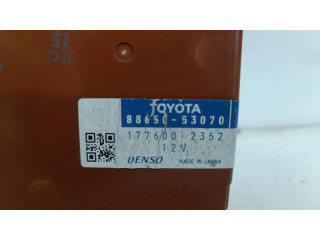 TOYOTA
88650-53070
177600-2352
12V
DENSO MADE IN JAPAN